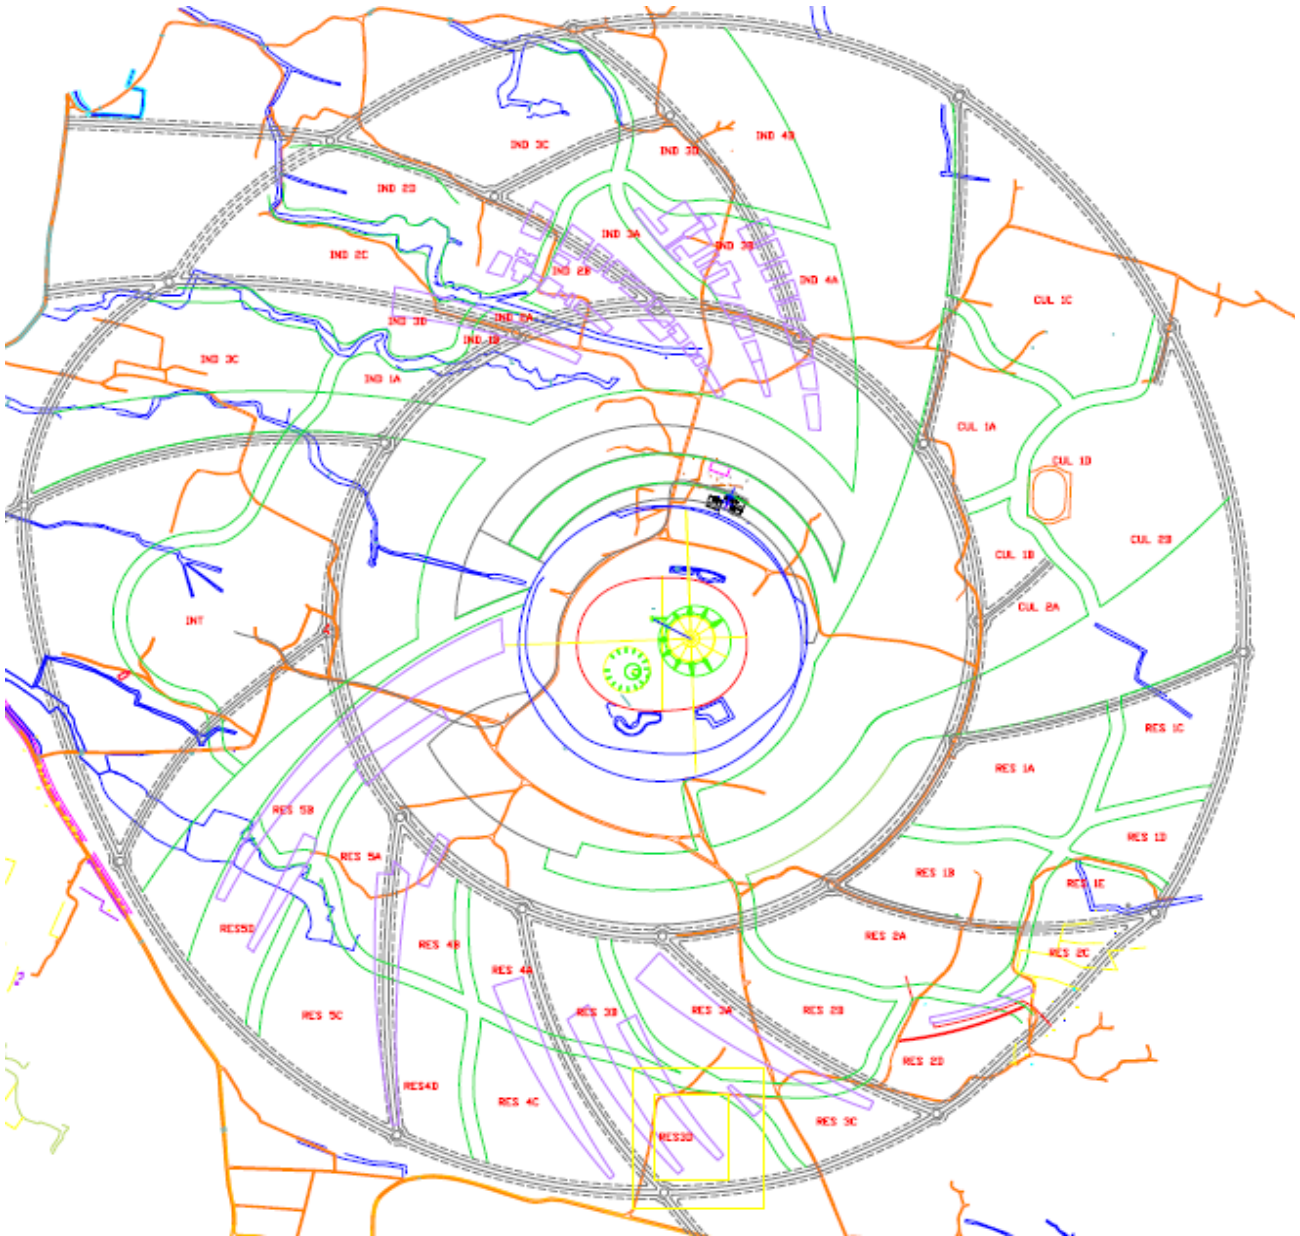 IND 4B
IND 3C
IND 3D
IND 2D
IND 3A
IND 3B
IND 2C
IND 2B
IND 4A
CUL 1C
IND 3D
IND 2A
IND 1B
IND 3C
IND 1A
CUL 1A
CUL 1D
CUL 2B
CUL 1B
CUL 2A
INT
RES 1C
RES 1A
RES 5B
RES 1D
RES 5A
RES 1B
RES 1E
RES5D
RES 4B
RES 2A
RES 2C
RES 4A
RES 5C
RES 3B
RES 3A
RES 2B
RES 2D
RES4D
RES 4C
RES 3C
RES3D